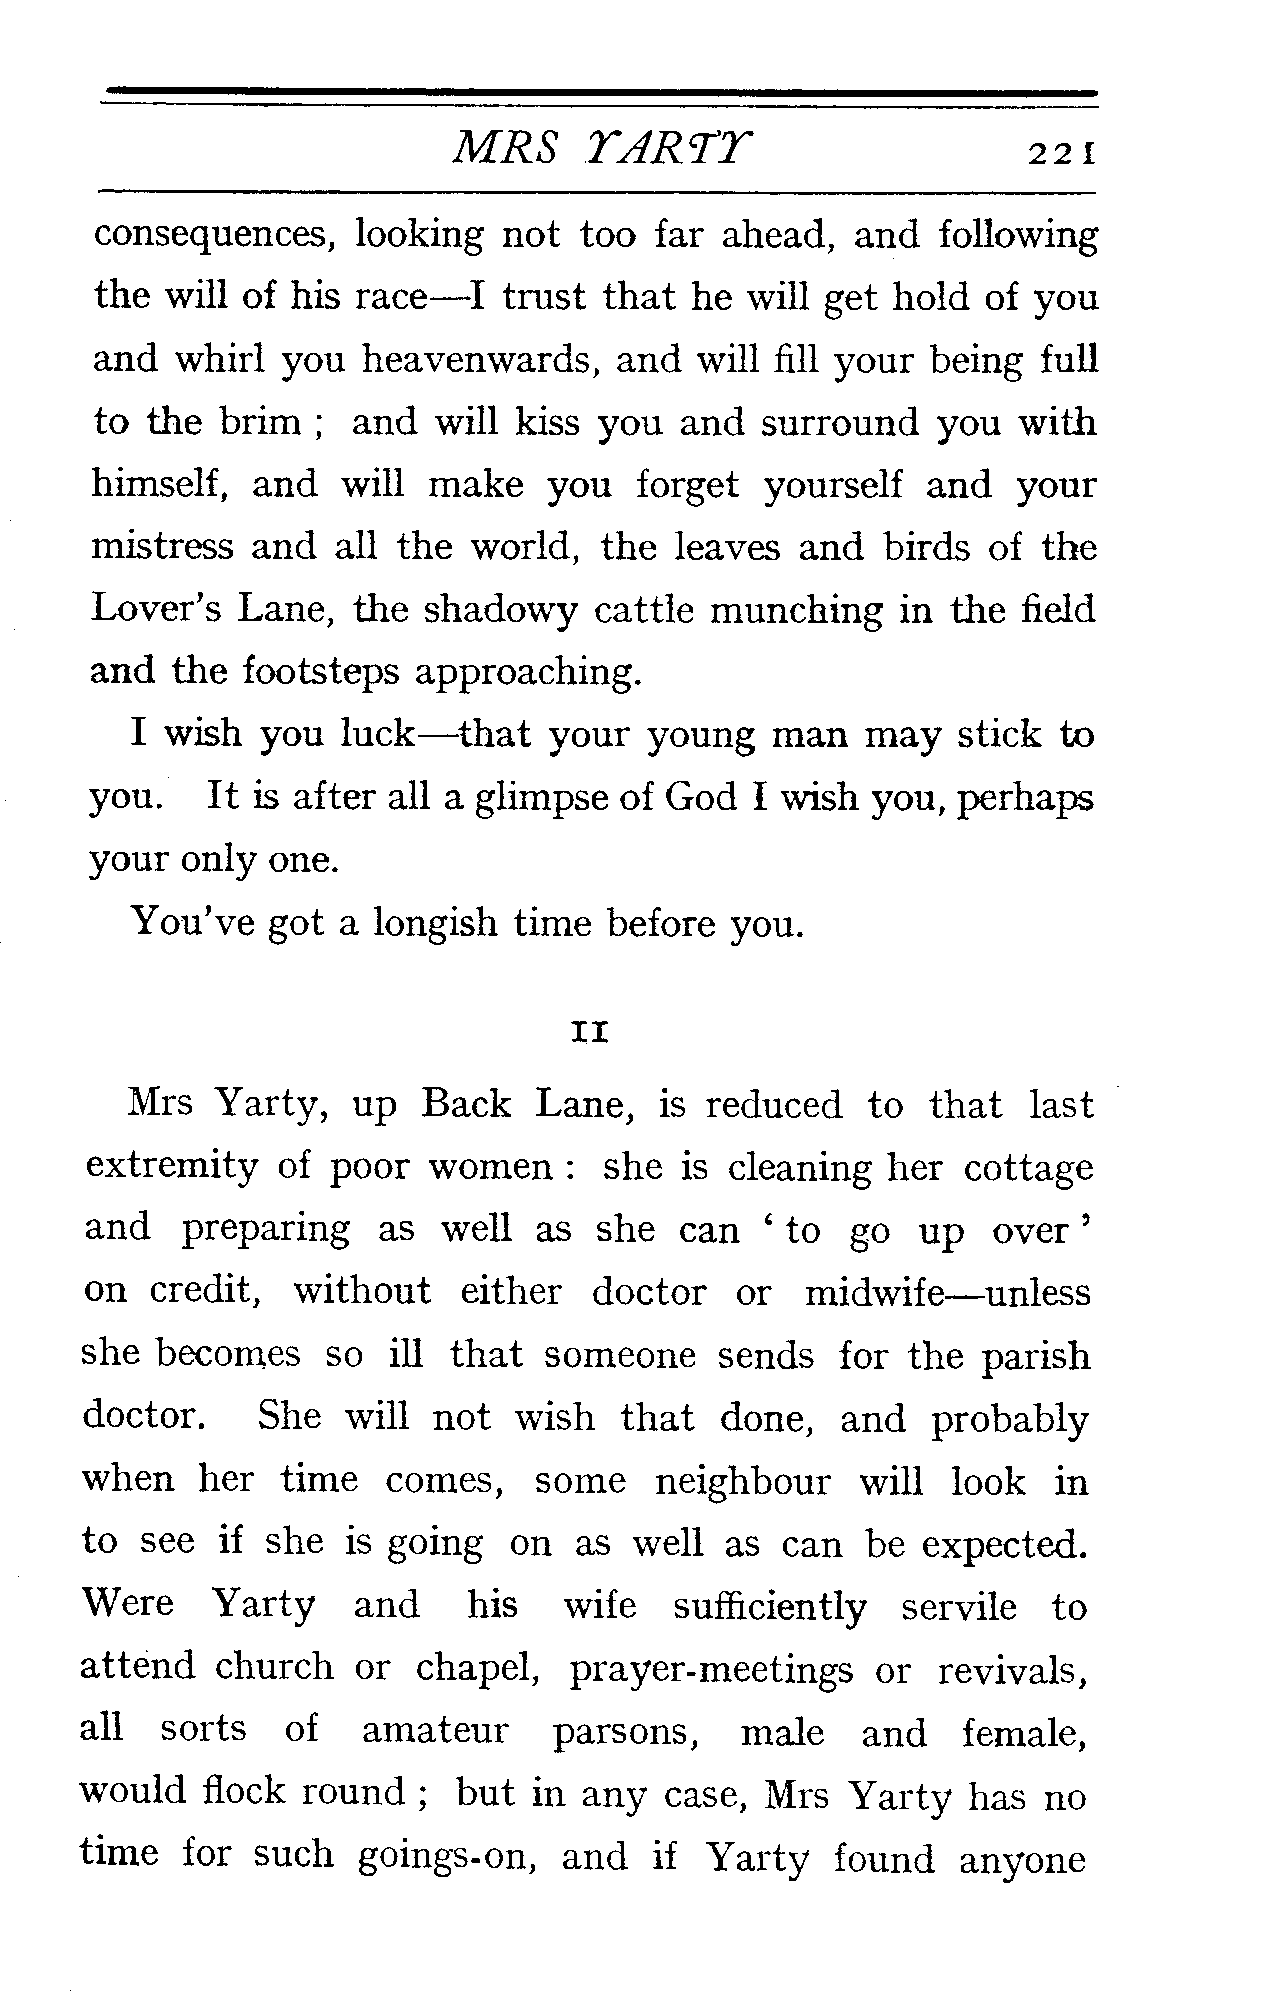 MRS YARTY 221
consequences, looking not too far ahead, and following
the will of his race—I trust that he will get hold of you
and whirl you heavenwards, and will fill your being full
to the brim ; and will kiss you and surround you with
himself, and will make you forget yourself and your
mistress and all the world, the leaves and birds of the
Lover's Lane, the shadowy cattle munching in the field
and the footsteps approaching.
I wish you luck—that your young man may stick to
you. It is after all a glimpse of God I wish you, perhaps
your only one.
You've got a longish time before you.
II
Mrs Yarty, up Back Lane, is reduced to that last
extremity of poor women : she is cleaning her cottage
and preparing as well as she can ‘ to go up over ’
on credit, without either doctor or midwife—unless
she becomes so ill that someone sends for the parish
doctor. She will not wish that done, and probably
when her time comes, some neighbour will look in
to see if she is going on as well as can be expected.
Were Yarty and his wife sufficiently servile to
attend church or chapel, prayer-meetings or revivals,
all sorts of amateur parsons, male and female,
would flock round ; but in any case, Mrs Yarty has no
time for such goings-on, and if Yarty found anyone